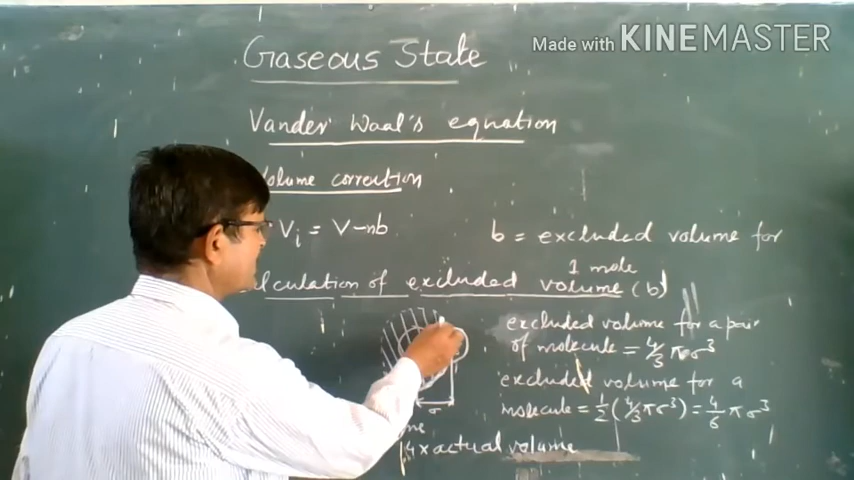 Made with KINEMASTER
Gaseous State
Vander Waal's equation
Volume correction
Vi = V-nb
b = excluded volume for
1 mole
calculation of excluded volume (b)
excluded volume for a pair
of molecule = 4/3 πσ³
excluded volume for a
molecule = 1/2 (4/3 πσ³) = 4/6 πσ³
σ
4 x actual volume